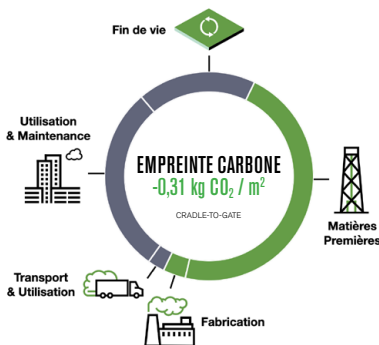 Fin de vie
Utilisation
& Maintenance
EMPREINTE CARBONE
-0,31 kg CO₂ / m²
CRADLE-TO-GATE
Matières
Premières
Transport
& Utilisation
Fabrication